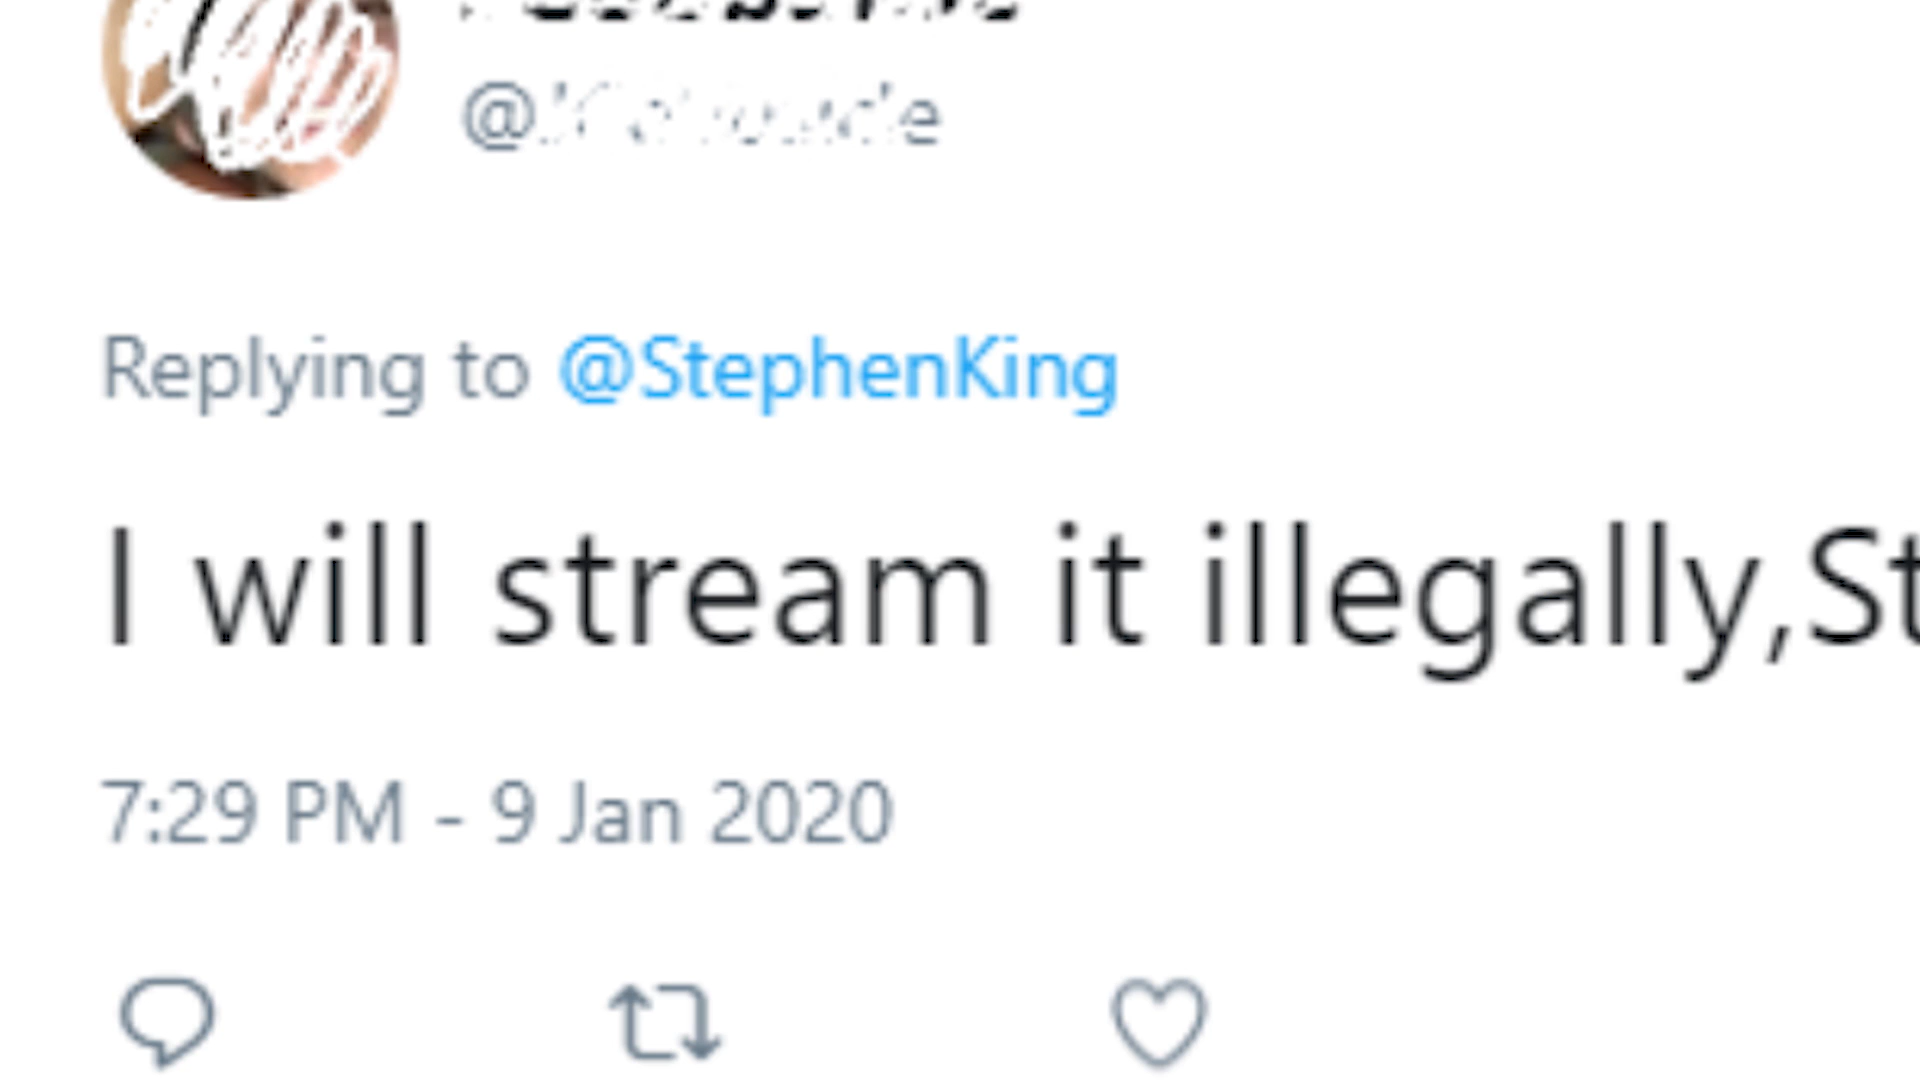 Replying to @StephenKing
I will stream it illegally,St
7:29 PM - 9 Jan 2020